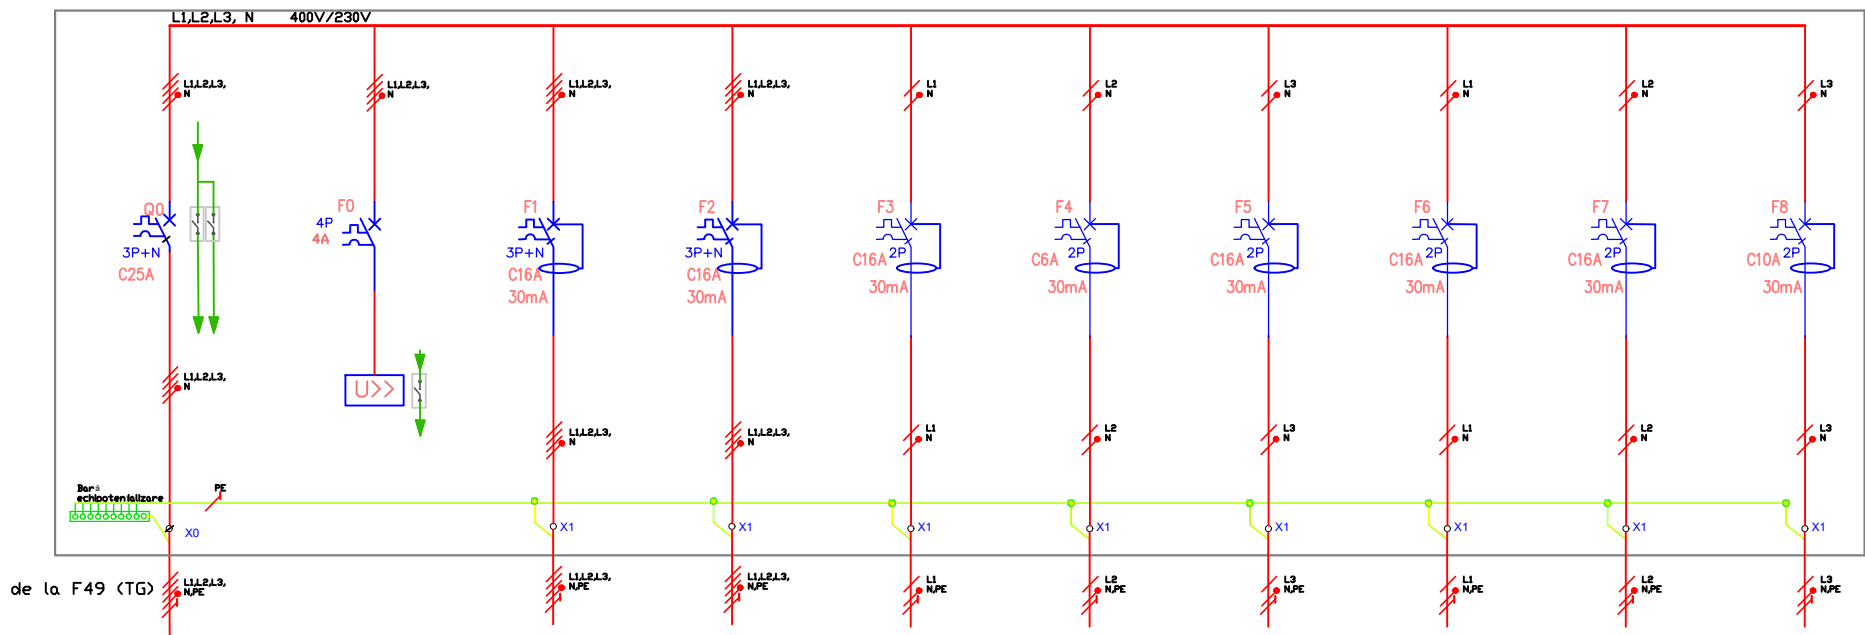 L1,L2,L3, N 400V/230V
L1,L2,L3,
N
L1,L2,L3,
N
L1,L2,L3,
N
L1,L2,L3,
N
L1
N
L2
N
L3
N
L1
N
L2
N
L3
N
Q0
3P+N
C25A
F0
4P
4A
F1
3P+N
C16A
30mA
F2
3P+N
C16A
30mA
F3
2P
C16A
30mA
F4
2P
C6A
30mA
F5
2P
C16A
30mA
F6
2P
C16A
30mA
F7
2P
C16A
30mA
F8
2P
C10A
30mA
L1,L2,L3,
N
U>>
L1,L2,L3,
N
L1,L2,L3,
N
L1
N
L2
N
L3
N
L1
N
L2
N
L3
N
Bară
echipotenializare
PE
X0
X1
X1
X1
X1
X1
X1
X1
X1
de la F49 (TG)
L1,L2,L3,
N,PE
L1,L2,L3,
N,PE
L1,L2,L3,
N,PE
L1
N,PE
L2
N,PE
L3
N,PE
L1
N,PE
L2
N,PE
L3
N,PE